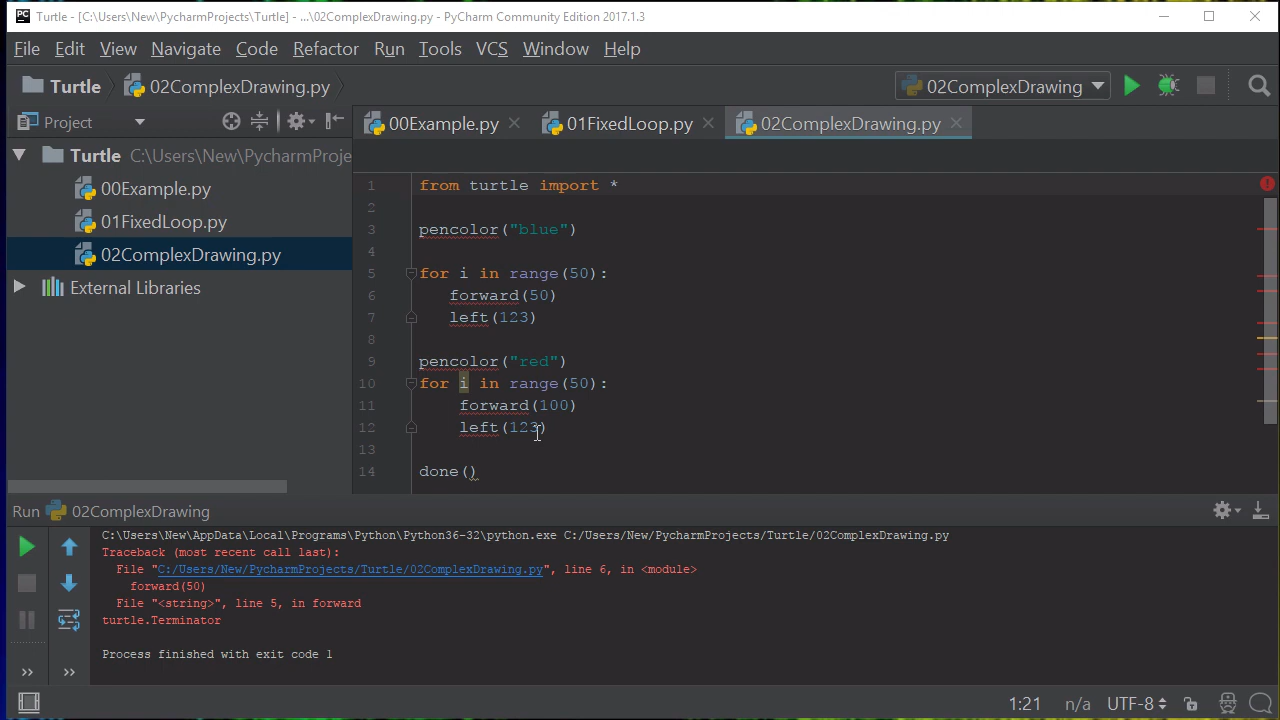 Turtle - [C:\Users\New\PycharmProjects\Turtle] - ...\02ComplexDrawing.py - PyCharm Community Edition 2017.1.3
File Edit View Navigate Code Refactor Run Tools VCS Window Help
Turtle 02ComplexDrawing.py 02ComplexDrawing
Project 00Example.py 01FixedLoop.py 02ComplexDrawing.py
Turtle C:\Users\New\PycharmProje
00Example.py
01FixedLoop.py
02ComplexDrawing.py
External Libraries
1 from turtle import *
2
3 pencolor("blue")
4
5 for i in range(50):
6 forward(50)
7 left(123)
8
9 pencolor("red")
10 for i in range(50):
11 forward(100)
12 left(123)
13
14 done()
Run 02ComplexDrawing
C:\Users\New\AppData\Local\Programs\Python\Python36-32\python.exe C:/Users/New/PycharmProjects/Turtle/02ComplexDrawing.py
Traceback (most recent call last):
File "C:/Users/New/PycharmProjects/Turtle/02ComplexDrawing.py", line 6, in <module>
forward(50)
File "<string>", line 5, in forward
turtle.Terminator
Process finished with exit code 1
1:21 n/a UTF-8